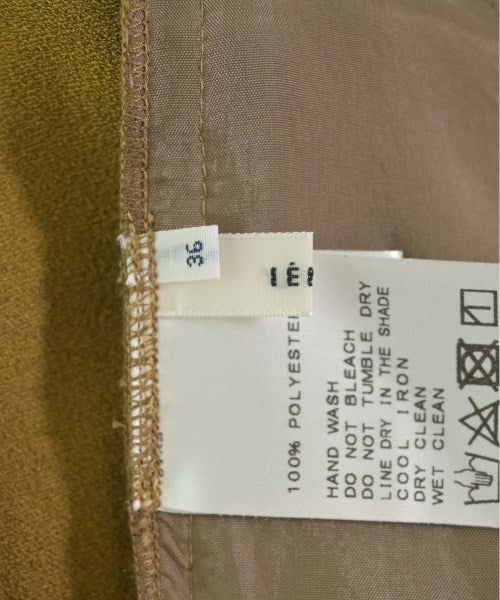 36
100% POLYESTER
HAND WASH
DO NOT BLEACH
DO NOT TUMBLE DRY
LINE DRY IN THE SHADE
COOL IRON
DRY CLEAN
WET CLEAN